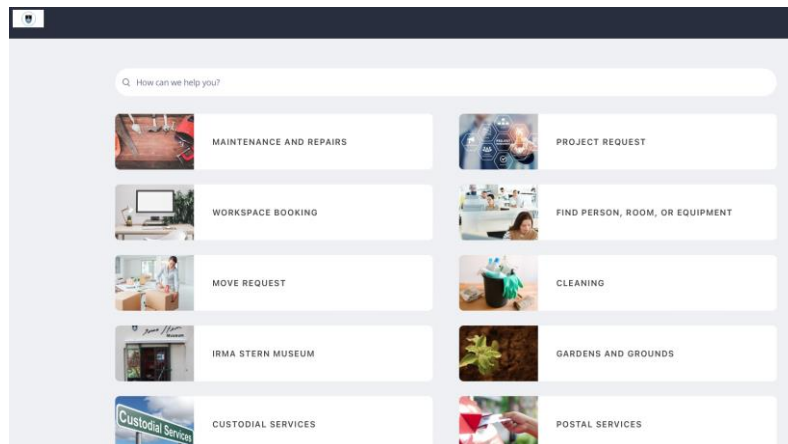 How can we help you?
MAINTENANCE AND REPAIRS
PROJECT REQUEST
WORKSPACE BOOKING
FIND PERSON, ROOM, OR EQUIPMENT
MOVE REQUEST
CLEANING
IRMA STERN MUSEUM
GARDENS AND GROUNDS
Custodial Services
CUSTODIAL SERVICES
POSTAL SERVICES